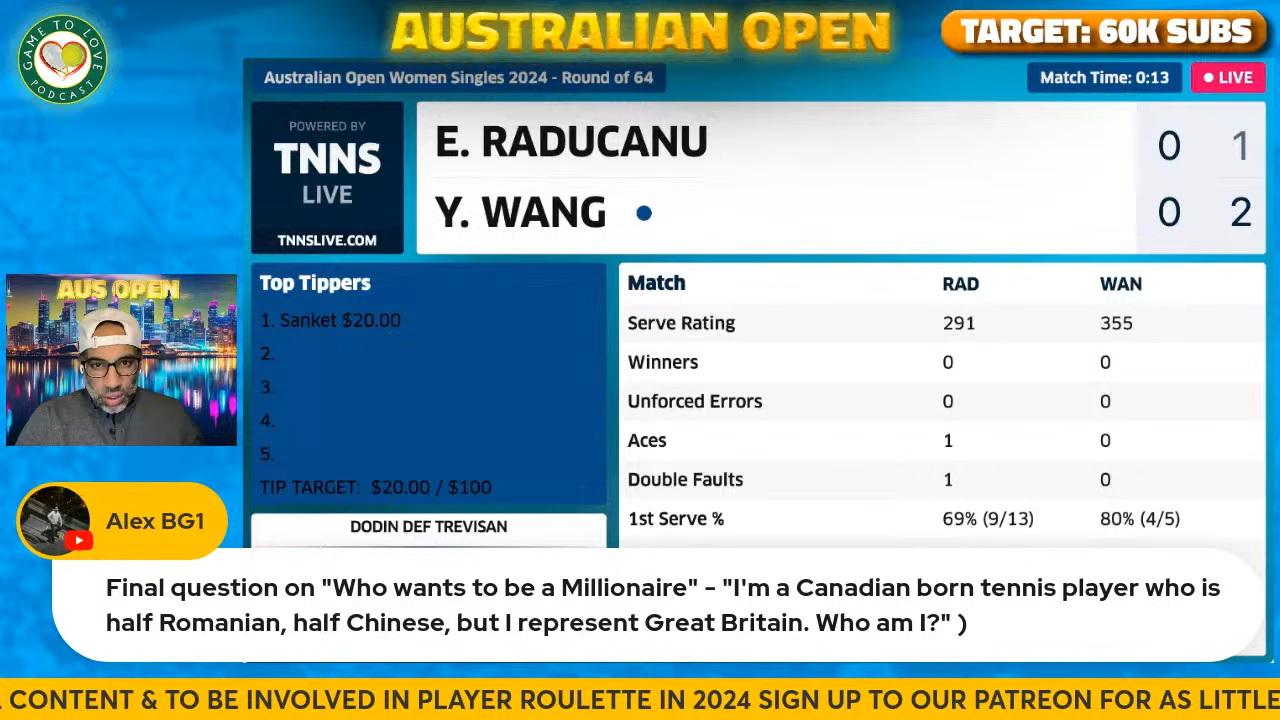 GAME TO LOVE
PODCAST
AUSTRALIAN OPEN
TARGET: 60K SUBS
Australian Open Women Singles 2024 - Round of 64
Match Time: 0:13
LIVE
POWERED BY
TNNS
LIVE
TNNSLIVE.COM
E. RADUCANU 0 1
Y. WANG 0 2
AUS OPEN
Top Tippers
1. Sanket $20.00
2.
3.
4.
5.
TIP TARGET: $20.00 / $100
DODIN DEF TREVISAN
Match RAD WAN
Serve Rating 291 355
Winners 0 0
Unforced Errors 0 0
Aces 1 0
Double Faults 1 0
1st Serve % 69% (9/13) 80% (4/5)
Alex BG1
Final question on "Who wants to be a Millionaire" - "I'm a Canadian born tennis player who is
half Romanian, half Chinese, but I represent Great Britain. Who am I?" )
CONTENT & TO BE INVOLVED IN PLAYER ROULETTE IN 2024 SIGN UP TO OUR PATREON FOR AS LITTLE